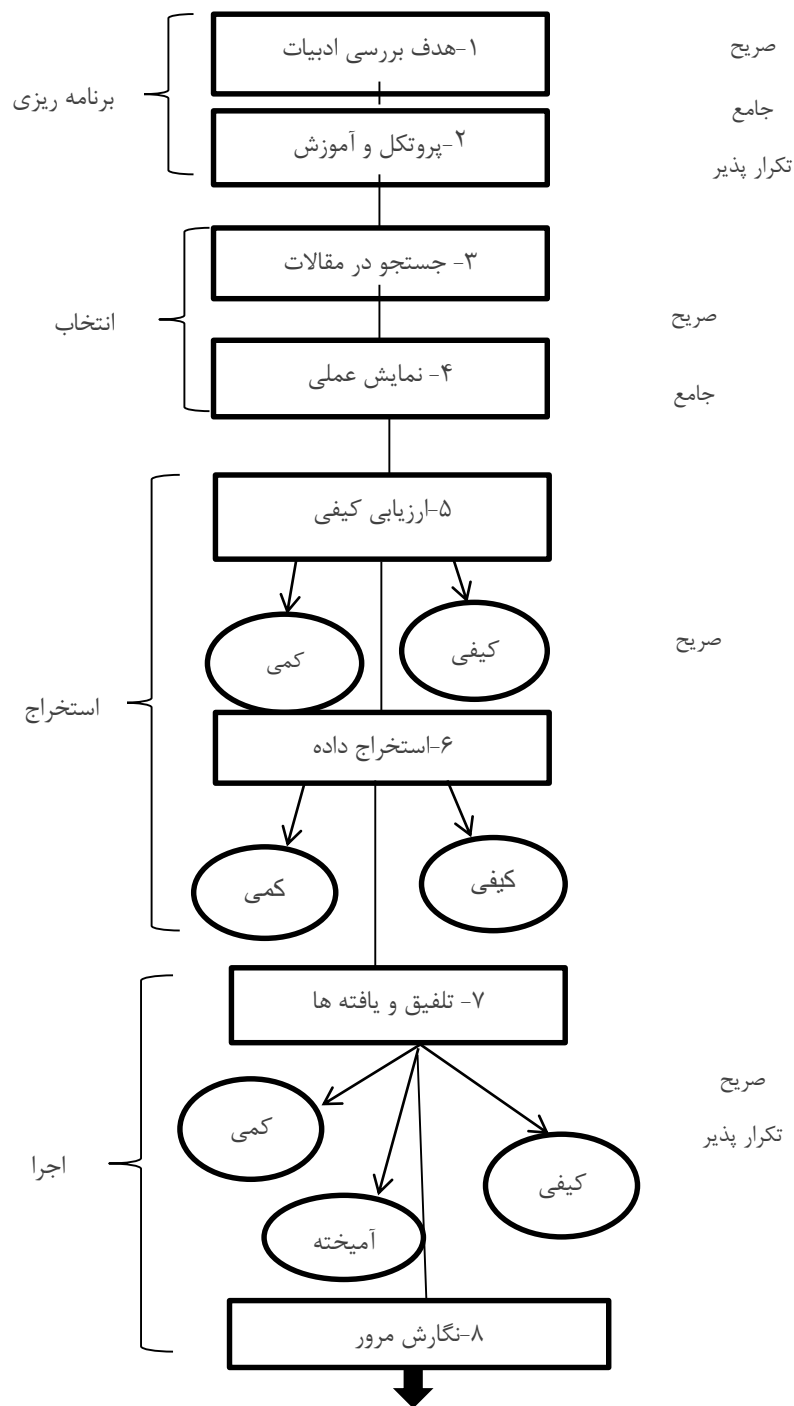 ۱-هدف بررسی ادبیات
صریح
برنامه ریزی
جامع
۲-پروتکل و آموزش
تکرار پذیر
۳- جستجو در مقالات
انتخاب
صریح
۴- نمایش عملی
جامع
۵-ارزیابی کیفی
کیفی
کمی
صریح
استخراج
۶-استخراج داده
کیفی
کمی
۷- تلفیق و یافته ها
صریح
کمی
تکرار پذیر
اجرا
کیفی
آمیخته
۸-نگارش مرور